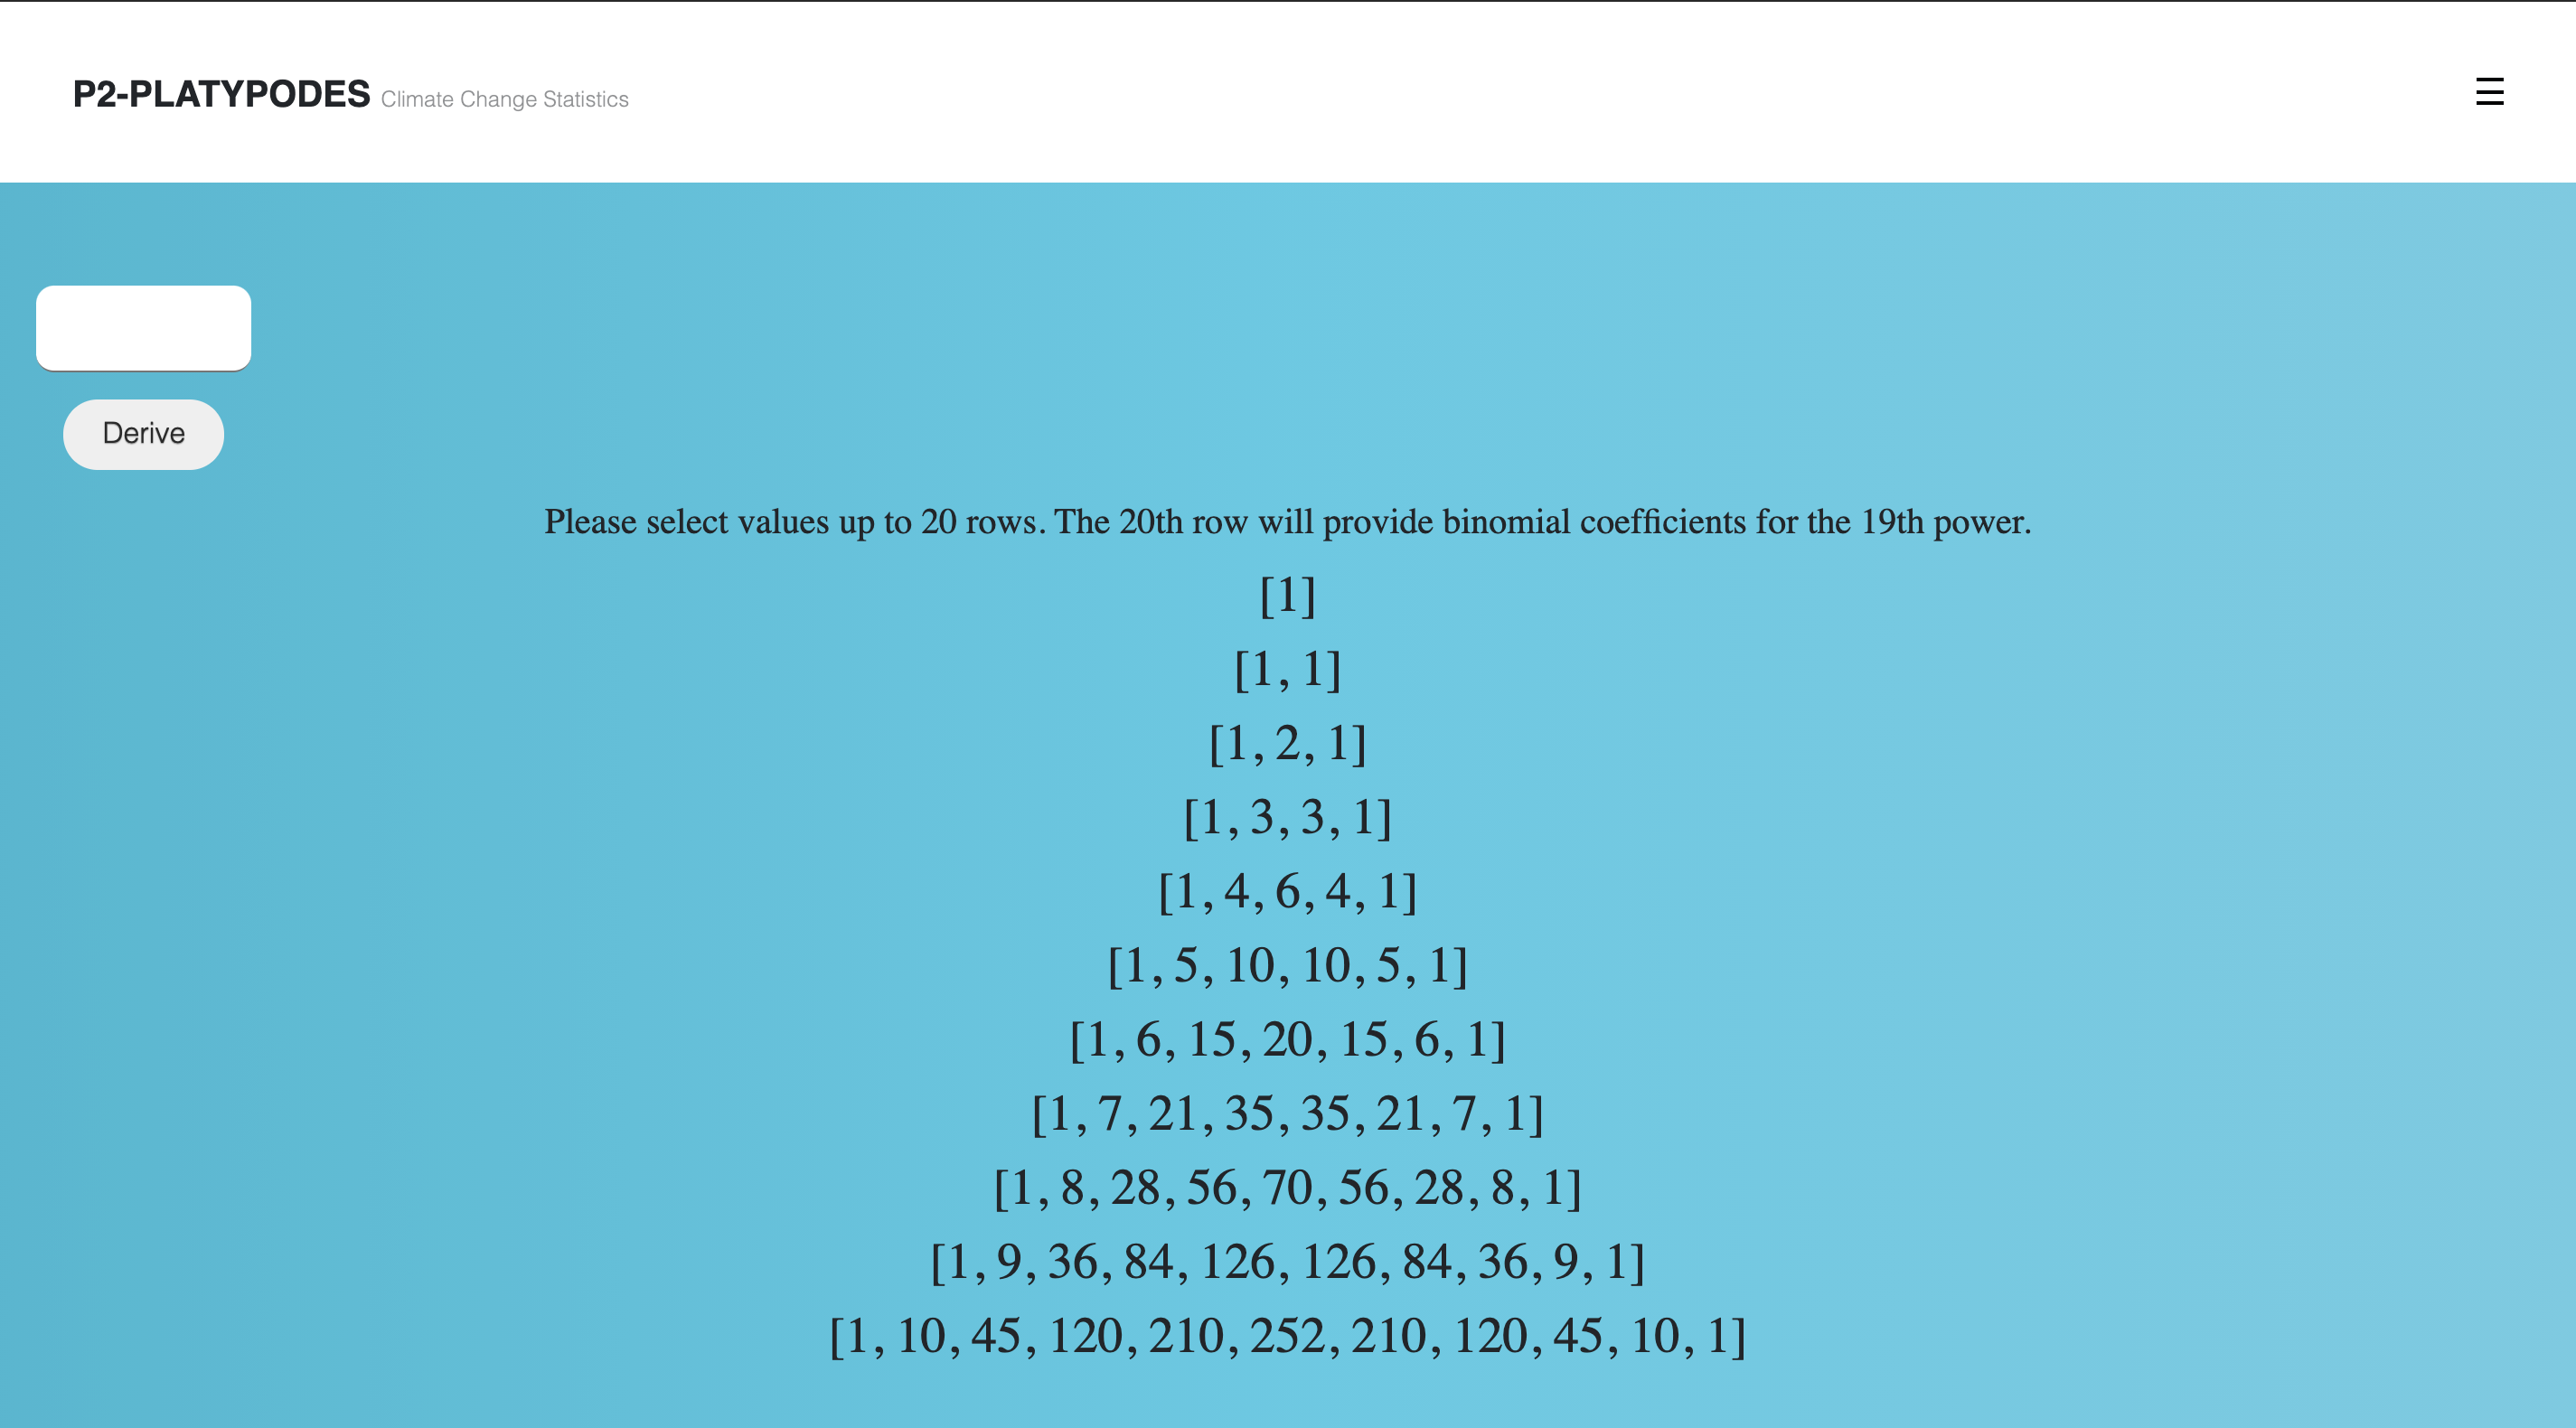 P2-PLATYPODES Climate Change Statistics
Derive
Please select values up to 20 rows. The 20th row will provide binomial coefficients for the 19th power.
[1]
[1, 1]
[1, 2, 1]
[1, 3, 3, 1]
[1, 4, 6, 4, 1]
[1, 5, 10, 10, 5, 1]
[1, 6, 15, 20, 15, 6, 1]
[1, 7, 21, 35, 35, 21, 7, 1]
[1, 8, 28, 56, 70, 56, 28, 8, 1]
[1, 9, 36, 84, 126, 126, 84, 36, 9, 1]
[1, 10, 45, 120, 210, 252, 210, 120, 45, 10, 1]